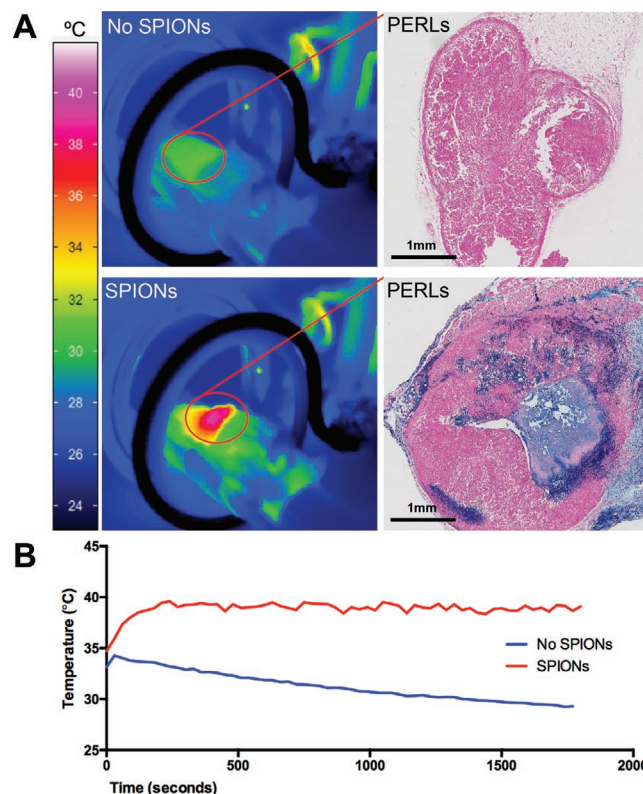 A
ºC
No SPIONs
PERLs
40
38
36
34
32
30
28
26
24
1mm
SPIONs
PERLs
1mm
B
Temperature (°C)
45
40
35
30
25
No SPIONs
SPIONs
0
500
1000
1500
2000
Time (seconds)